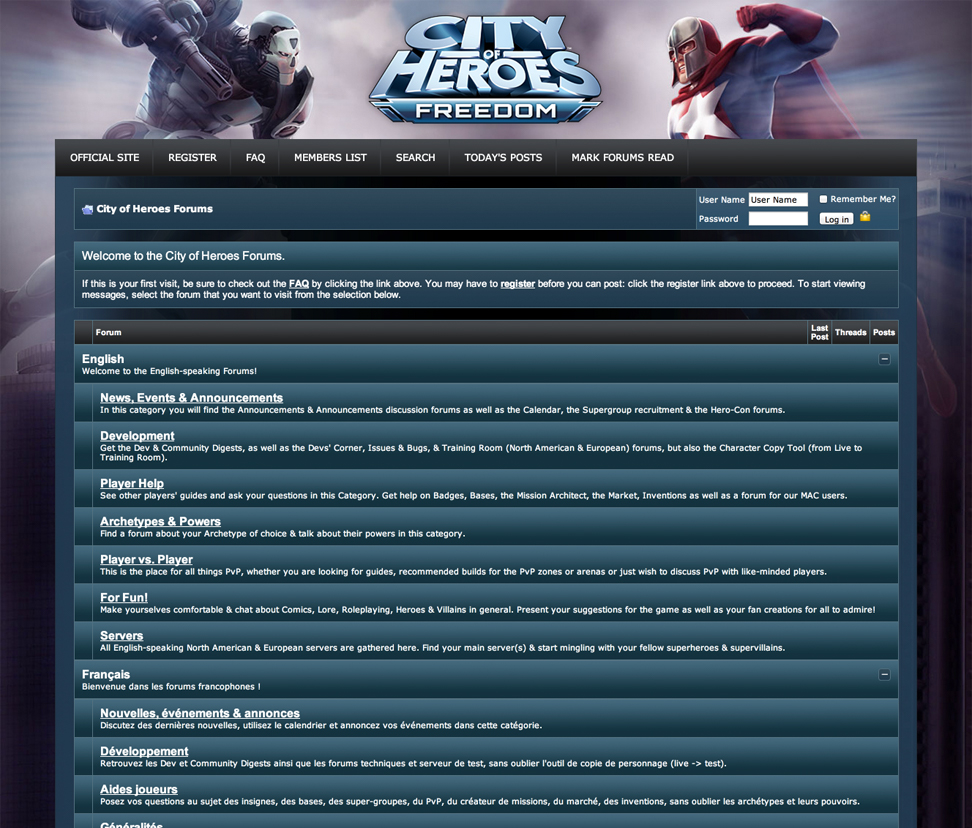 CITY
OF
HEROES
FREEDOM
OFFICIAL SITE REGISTER FAQ MEMBERS LIST SEARCH TODAY'S POSTS MARK FORUMS READ
City of Heroes Forums
User Name User Name Remember Me?
Password Log in
Welcome to the City of Heroes Forums.
If this is your first visit, be sure to check out the FAQ by clicking the link above. You may have to register before you can post: click the register link above to proceed. To start viewing
messages, select the forum that you want to visit from the selection below.
Forum Last Post Threads Posts
English
Welcome to the English-speaking Forums!
News, Events & Announcements
In this category you will find the Announcements & Announcements discussion forums as well as the Calendar, the Supergroup recruitment & the Hero-Con forums.
Development
Get the Dev & Community Digests, as well as the Devs' Corner, Issues & Bugs, & Training Room (North American & European) forums, but also the Character Copy Tool (from Live to
Training Room).
Player Help
See other players' guides and ask your questions in this Category. Get help on Badges, Bases, the Mission Architect, the Market, Inventions as well as a forum for our MAC users.
Archetypes & Powers
Find a forum about your Archetype of choice & talk about their powers in this category.
Player vs. Player
This is the place for all things PvP, whether you are looking for guides, recommended builds for the PvP zones or arenas or just wish to discuss PvP with like-minded players.
For Fun!
Make yourselves comfortable & chat about Comics, Lore, Roleplaying, Heroes & Villains in general. Present your suggestions for the game as well as your fan creations for all to admire!
Servers
All English-speaking North American & European servers are gathered here. Find your main server(s) & start mingling with your fellow superheroes & supervillains.
Français
Bienvenue dans les forums francophones !
Nouvelles, événements & annonces
Discutez des dernières nouvelles, utilisez le calendrier et annoncez vos événements dans cette catégorie.
Développement
Retrouvez les Dev et Community Digests ainsi que les forums techniques et serveur de test, sans oublier l'outil de copie de personnage (live -> test).
Aides joueurs
Posez vos questions au sujet des insignes, des bases, des super-groupes, du PvP, du créateur de missions, du marché, des inventions, sans oublier les archétypes et leurs pouvoirs.
Généralités